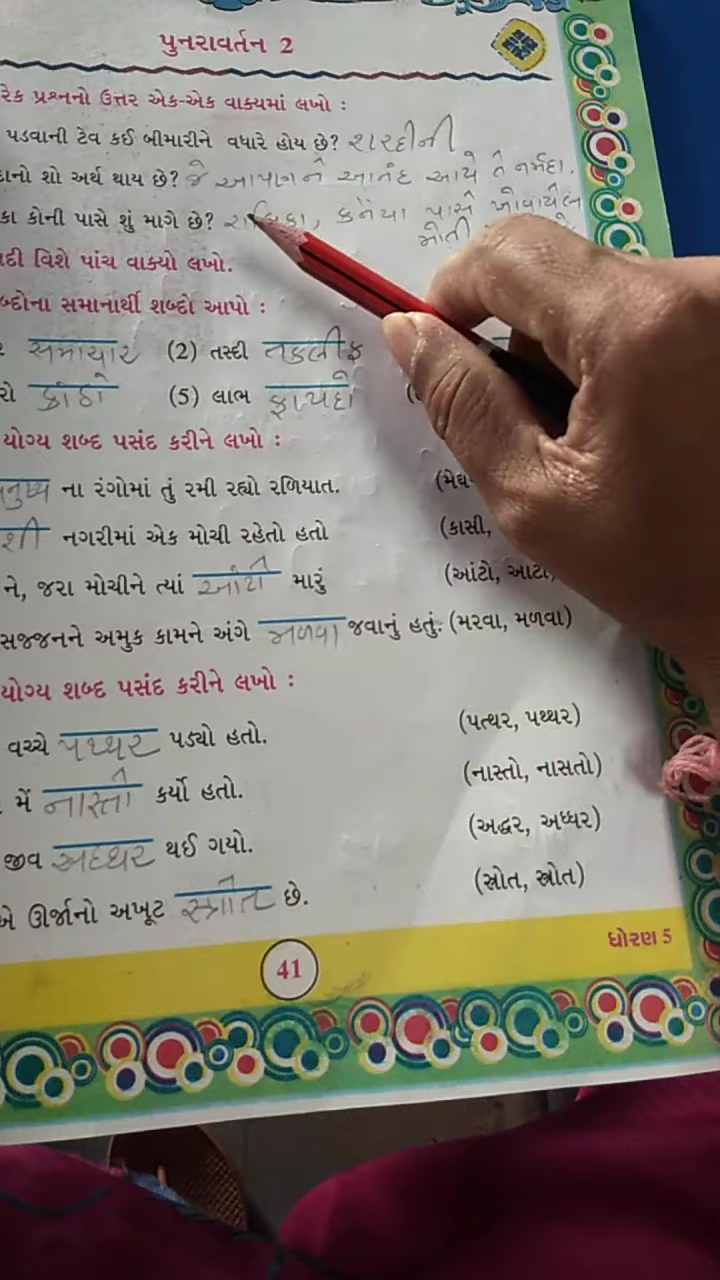 પુનરાવર્તન 2
રેક પ્રશ્નનો ઉત્તર એક-એક વાક્યમાં લખો :
પડવાની ટેવ કઈ બીમારીને વધારે હોય છે? શરદીની
દાનો શો અર્થ થાય છે? જે આપણને આનંદ આપે તે નર્મદા.
કા કોની પાસે શું માગે છે? રાધિકા, કનૈયા પાસે ખોવાયેલ
મોતી
દી વિશે પાંચ વાક્યો લખો.
બ્દોના સમાનાર્થી શબ્દો આપો :
સમાચાર (2) તસ્દી તકલીફ
રો કાંઠો (5) લાભ ફાયદો
યોગ્ય શબ્દ પસંદ કરીને લખો :
નુષ્ય ના રંગોમાં તું રમી રહ્યો રળિયાત. (મેઘ
શી નગરીમાં એક મોચી રહેતો હતો (કાસી,
ને, જરા મોચીને ત્યાં આંટો મારું (આંટો, આટો,
સજ્જનને અમુક કામને અંગે મળવા જવાનું હતું. (મરવા, મળવા)
યોગ્ય શબ્દ પસંદ કરીને લખો :
વચ્ચે પથ્થર પડ્યો હતો. (પત્થર, પથ્થર)
મેં નાસ્તો કર્યો હતો. (નાસ્તો, નાસતો)
જીવ અધ્ધર થઈ ગયો. (અદ્ધર, અધ્ધર)
એ ઊર્જાનો અખૂટ સ્ત્રોત છે. (સ્રોત, સ્ત્રોત)
ધોરણ 5
41